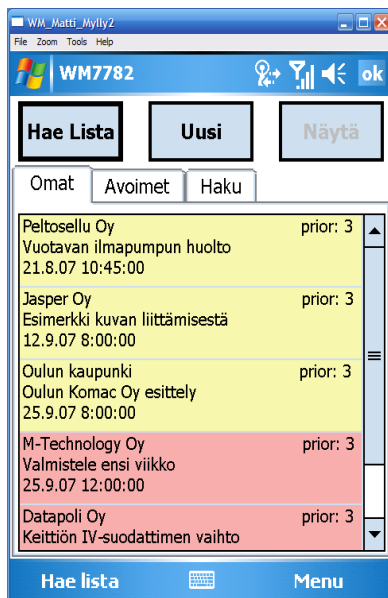 WM_Matti_Mylly2
File Zoom Tools Help
WM7782 ok
Hae Lista Uusi Näytä
Omat Avoimet Haku
Peltosellu Oy prior: 3
Vuotavan ilmapumpun huolto
21.8.07 10:45:00
Jasper Oy prior: 3
Esimerkki kuvan liittämisestä
12.9.07 8:00:00
Oulun kaupunki prior: 3
Oulun Komac Oy esittely
25.9.07 8:00:00
M-Technology Oy prior: 3
Valmistele ensi viikko
25.9.07 12:00:00
Datapoli Oy prior: 3
Keittiön IV-suodattimen vaihto
Hae lista Menu